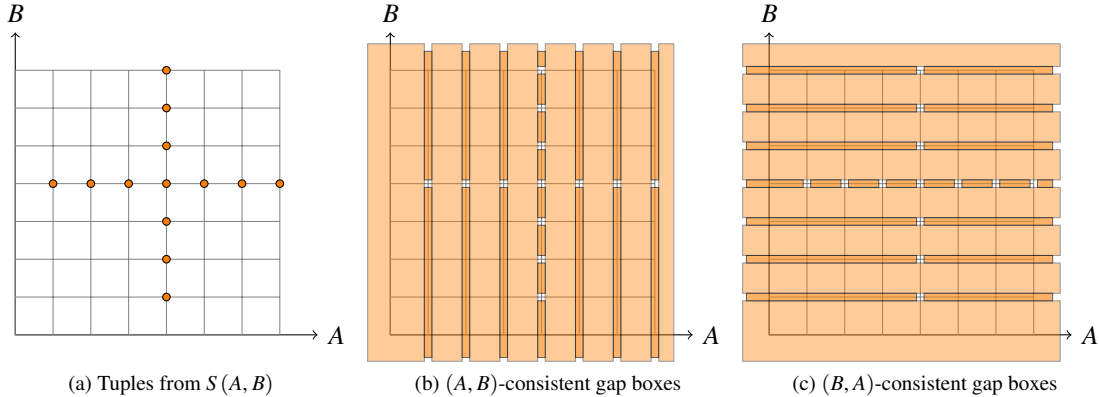 B
B
B
A
A
A
(a) Tuples from S(A, B)
(b) (A, B)-consistent gap boxes
(c) (B, A)-consistent gap boxes